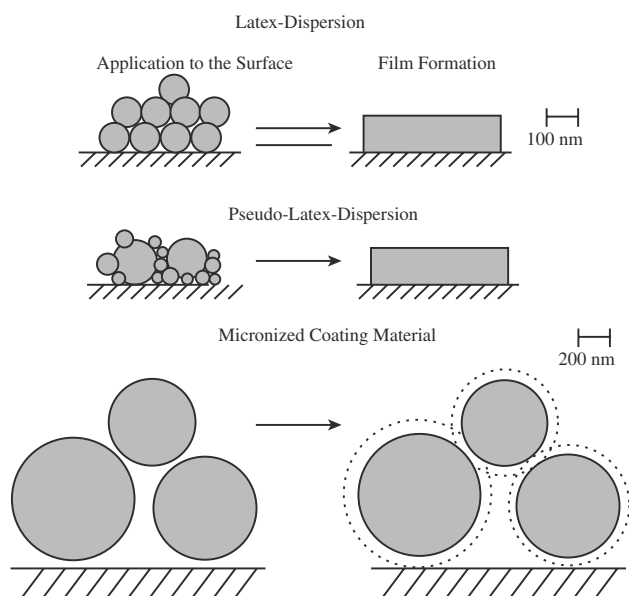 Latex-Dispersion
Application to the Surface
Film Formation
100 nm
Pseudo-Latex-Dispersion
Micronized Coating Material
200 nm